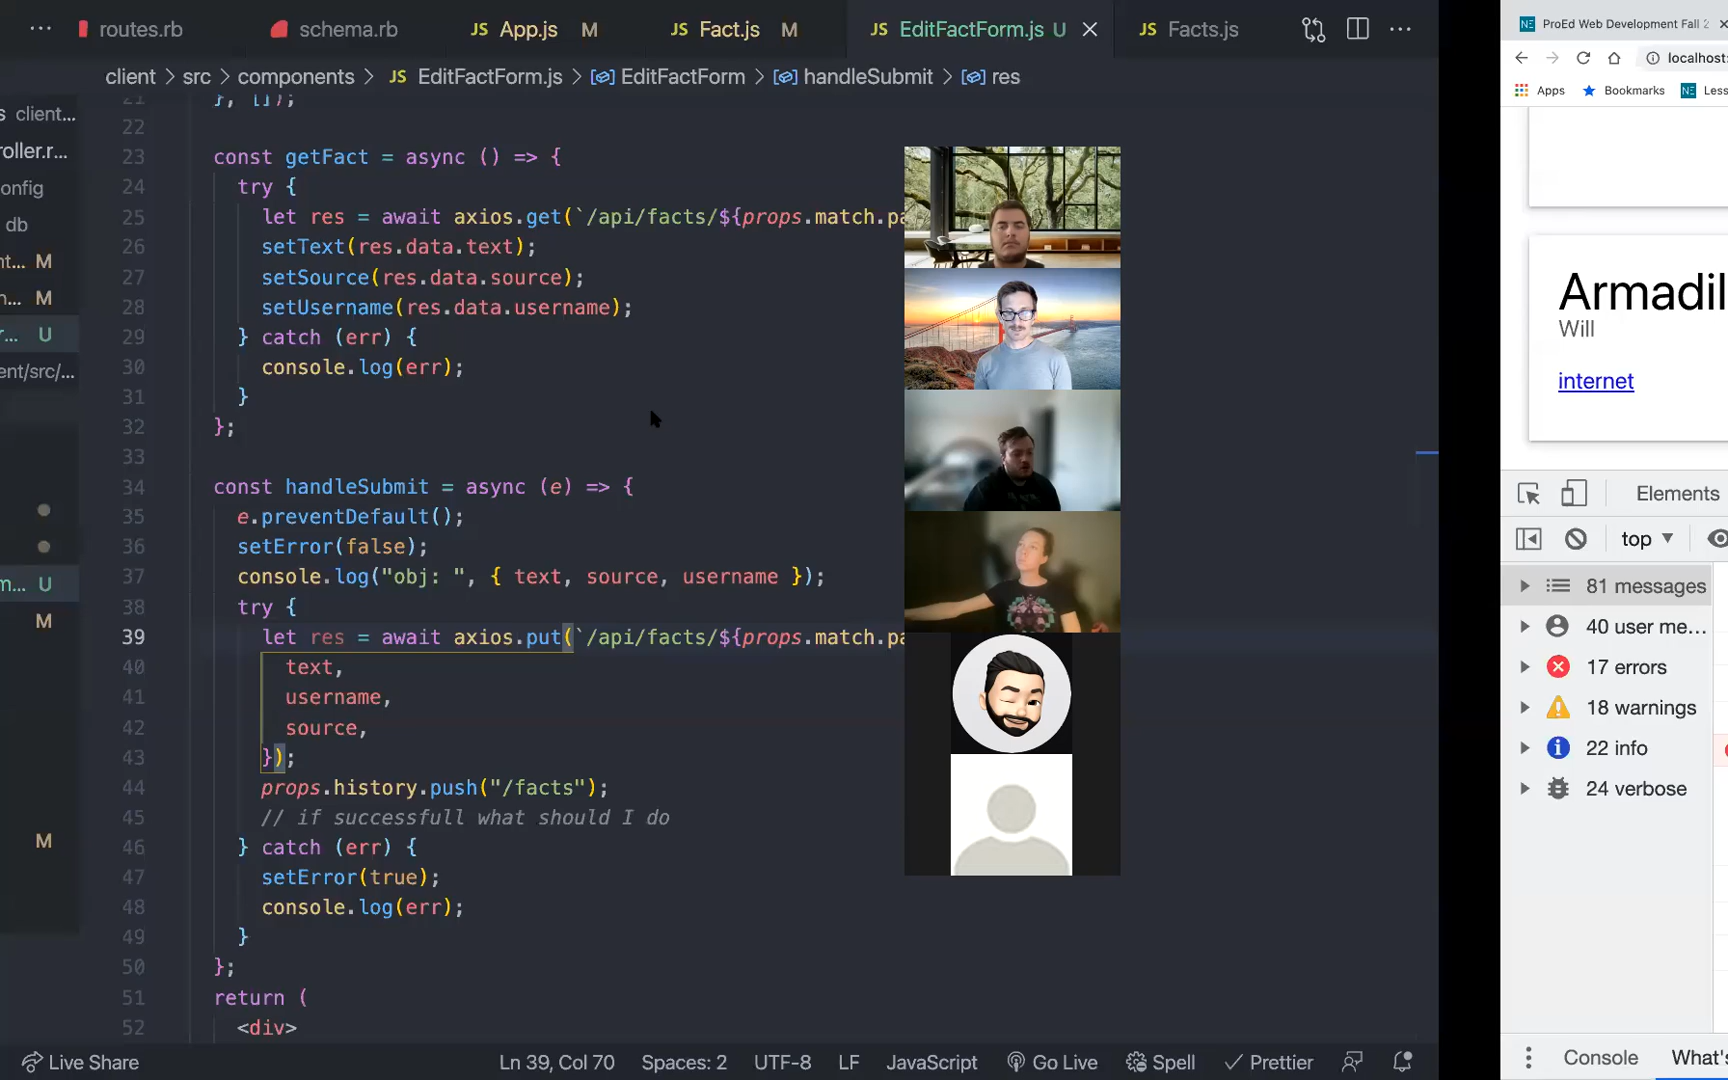 routes.rb
schema.rb
JS App.js M
JS Fact.js M
JS EditFactForm.js U
JS Facts.js
client > src > components > JS EditFactForm.js > EditFactForm > handleSubmit > res
s client...
oller.r...
onfig
db
t... M
n... M
r... U
ent/src/...
m... U
M
M
21 }, []);
22
23 const getFact = async () => {
24 try {
25 let res = await axios.get(`/api/facts/${props.match.pa
26 setText(res.data.text);
27 setSource(res.data.source);
28 setUsername(res.data.username);
29 } catch (err) {
30 console.log(err);
31 }
32 };
33
34 const handleSubmit = async (e) => {
35 e.preventDefault();
36 setError(false);
37 console.log("obj: ", { text, source, username });
38 try {
39 let res = await axios.put(`/api/facts/${props.match.pa
40 text,
41 username,
42 source,
43 });
44 props.history.push("/facts");
45 // if successfull what should I do
46 } catch (err) {
47 setError(true);
48 console.log(err);
49 }
50 };
51 return (
52 <div>
Live Share
Ln 39, Col 70
Spaces: 2
UTF-8
LF
JavaScript
Go Live
Spell
Prettier
ProEd Web Development Fall 2
localhost:
Apps
Bookmarks
Less
Armadil
Will
internet
Elements
top
81 messages
40 user me...
17 errors
18 warnings
22 info
24 verbose
Console
What's